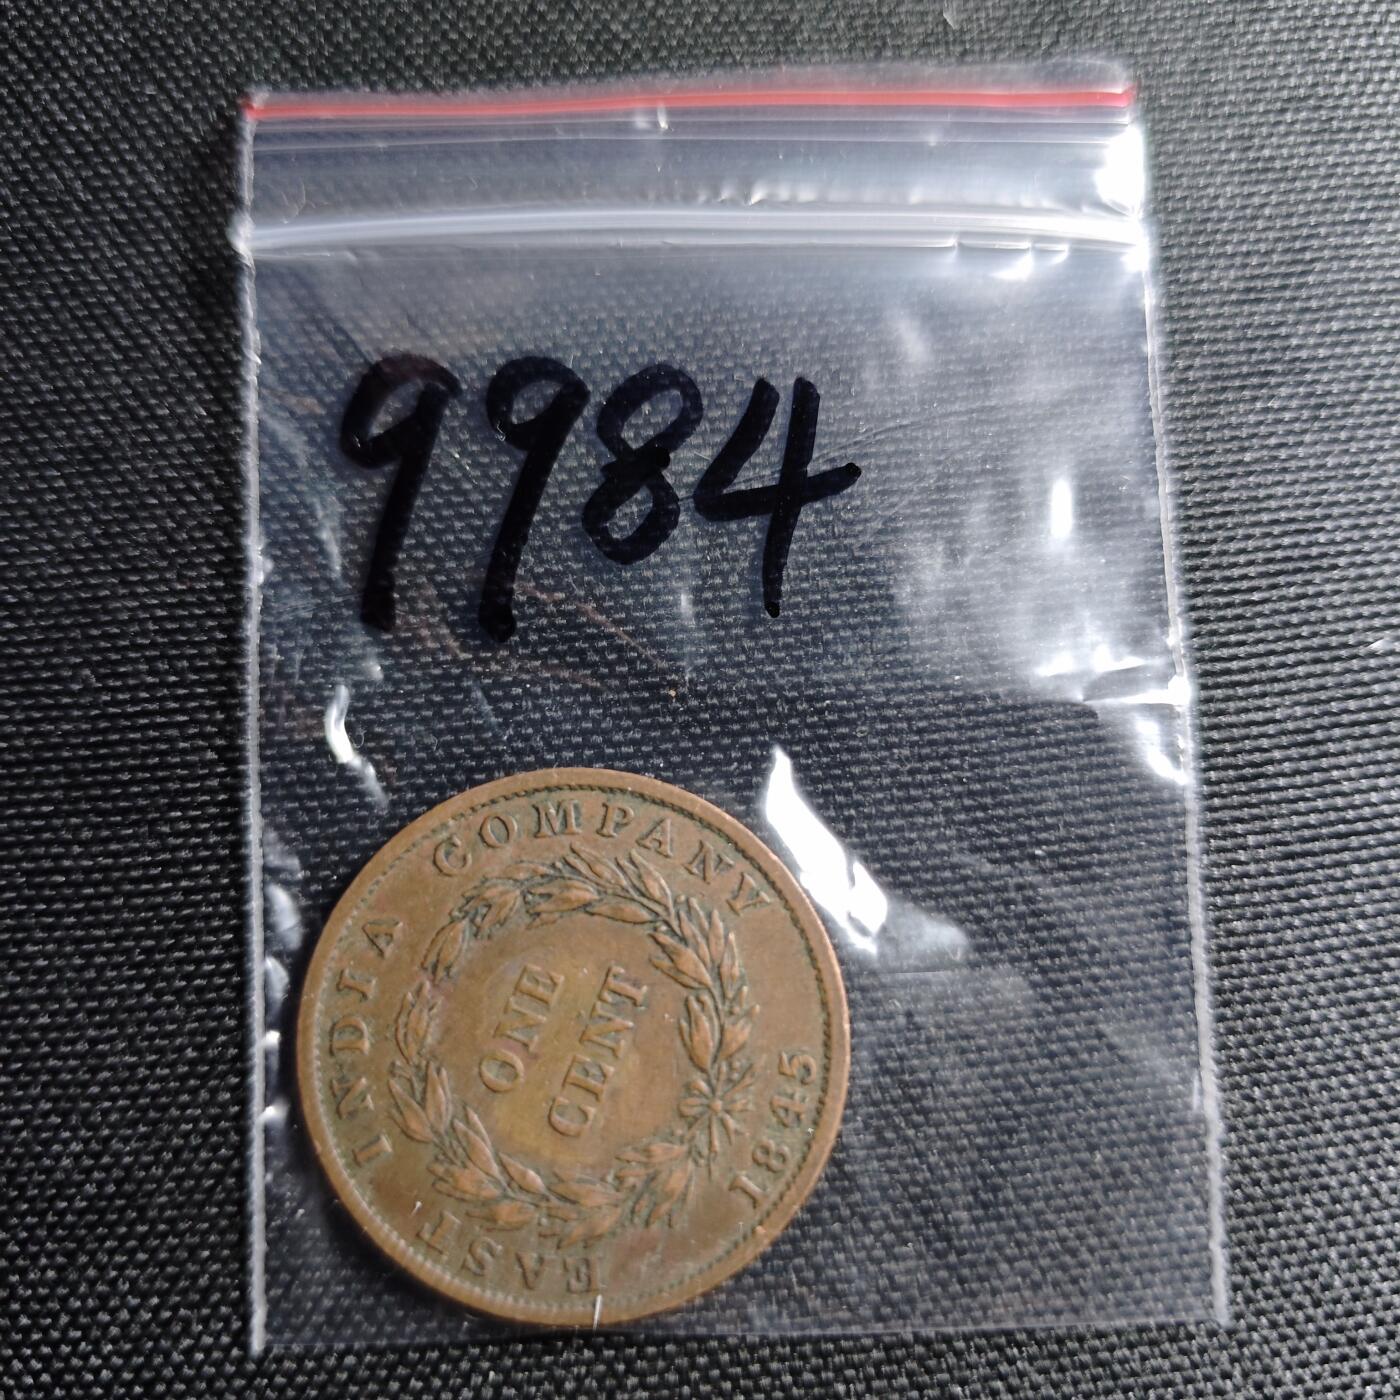 9984
EAST INDIA COMPANY
ONE
CENT
1845